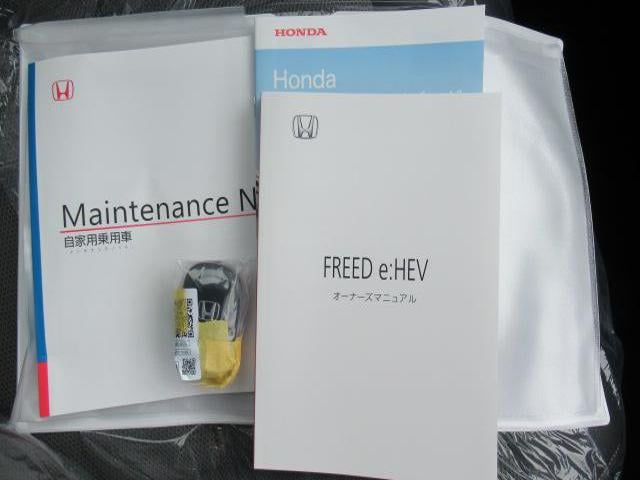 Maintenance N
自家用乗用車
HONDA
Honda
FREED e:HEV
オーナーズマニュアル